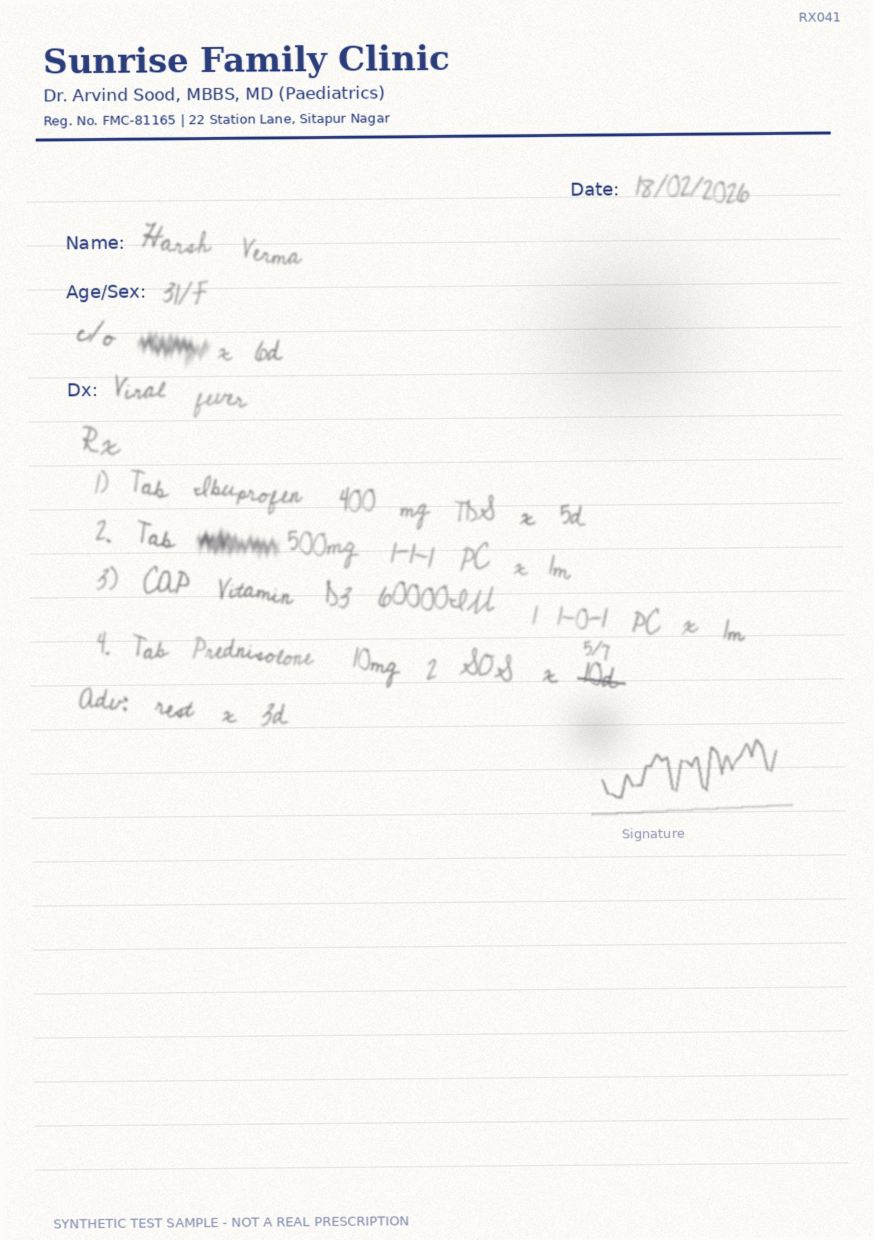 RX041
Sunrise Family Clinic
Dr. Arvind Sood, MBBS, MD (Paediatrics)
Reg. No. FMC-81165 | 22 Station Lane, Sitapur Nagar
Date: 18/02/2026
Name: Harsh Verma
Age/Sex: 31/F
c/o x 6d
Dx: Viral fever
Rx
1) Tab Ibuprofen 400 mg TDS x 5d
2. Tab 500mg 1-1-1 PC x 1m
3) CAP Vitamin D3 60000IU 1 1-0-1 PC x 1m
4. Tab Prednisolone 10mg 2 SOS x 10d 5/7
Adv: rest x 3d
Signature
SYNTHETIC TEST SAMPLE - NOT A REAL PRESCRIPTION